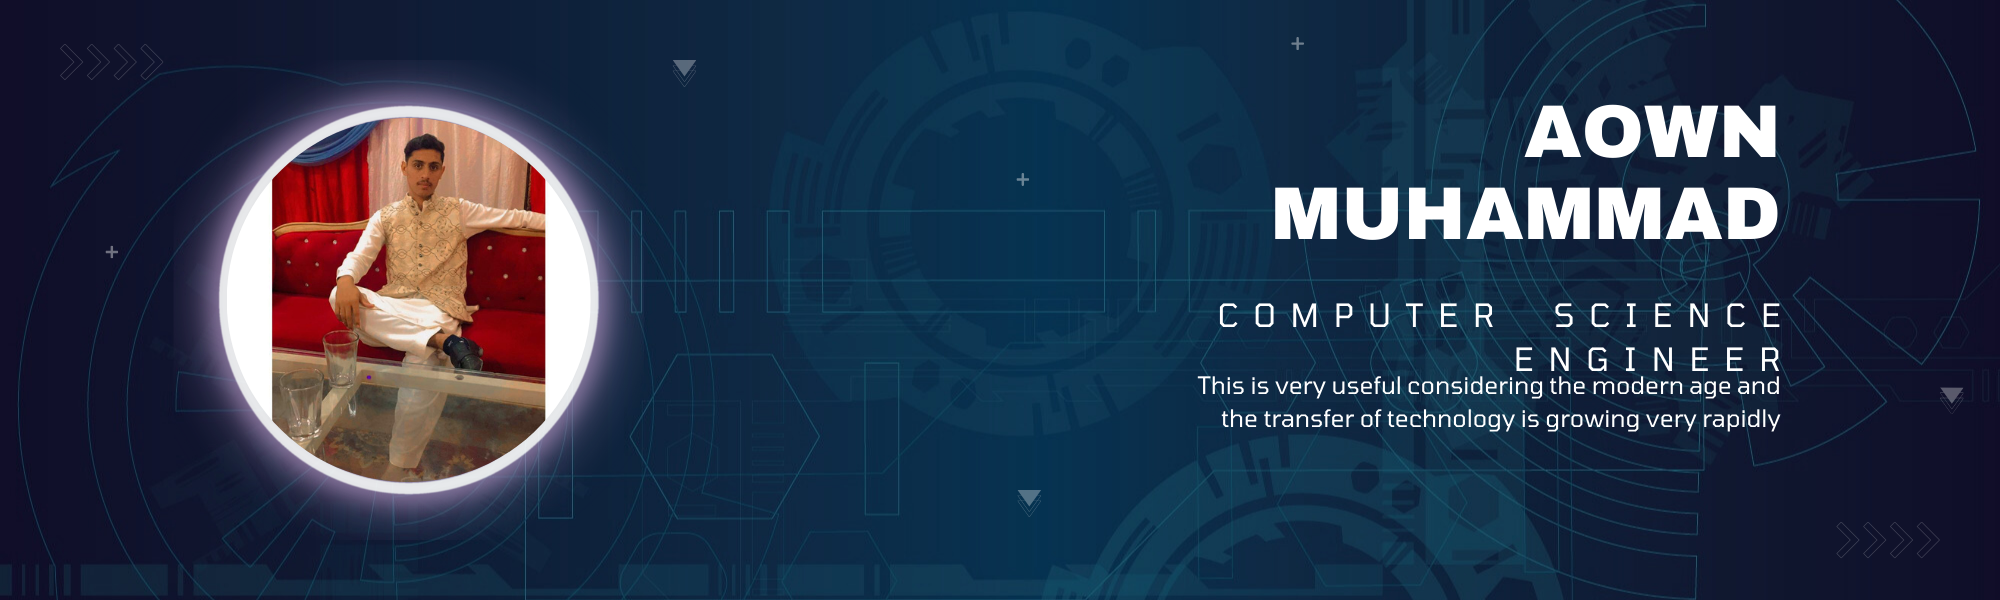 AOWN
MUHAMMAD
COMPUTER SCIENCE
ENGINEER
This is very useful considering the modern age and
the transfer of technology is growing very rapidly